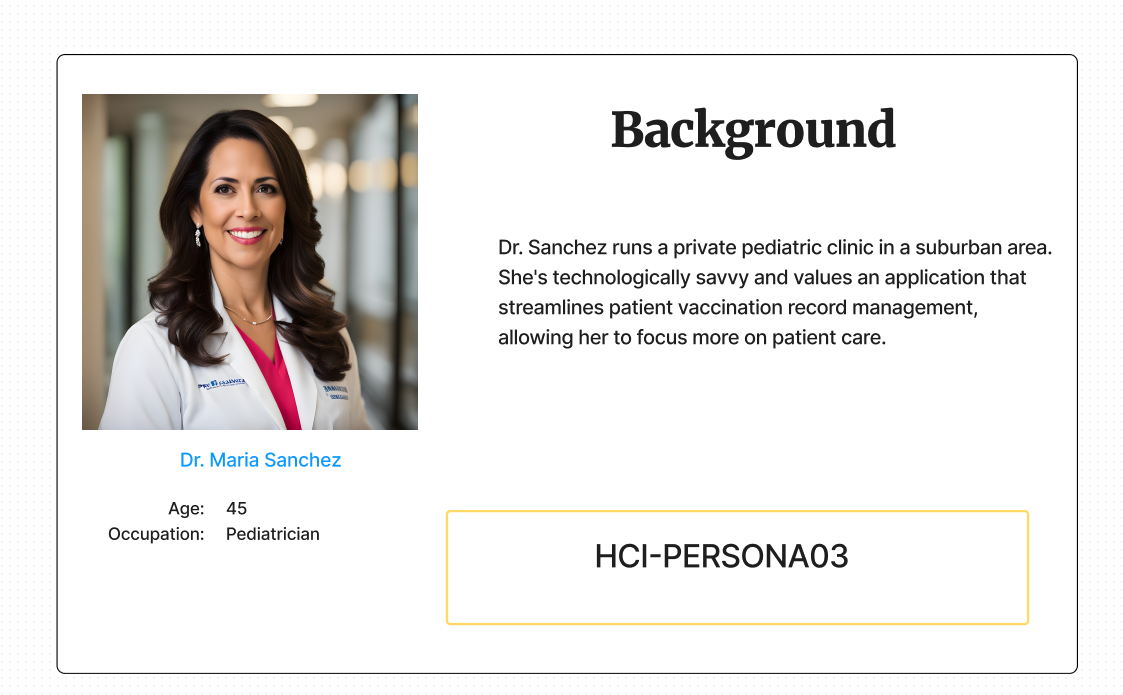 Background
Dr. Sanchez runs a private pediatric clinic in a suburban area.
She's technologically savvy and values an application that
streamlines patient vaccination record management,
allowing her to focus more on patient care.
Dr. Maria Sanchez
Age: 45
Occupation: Pediatrician
HCI-PERSONA03